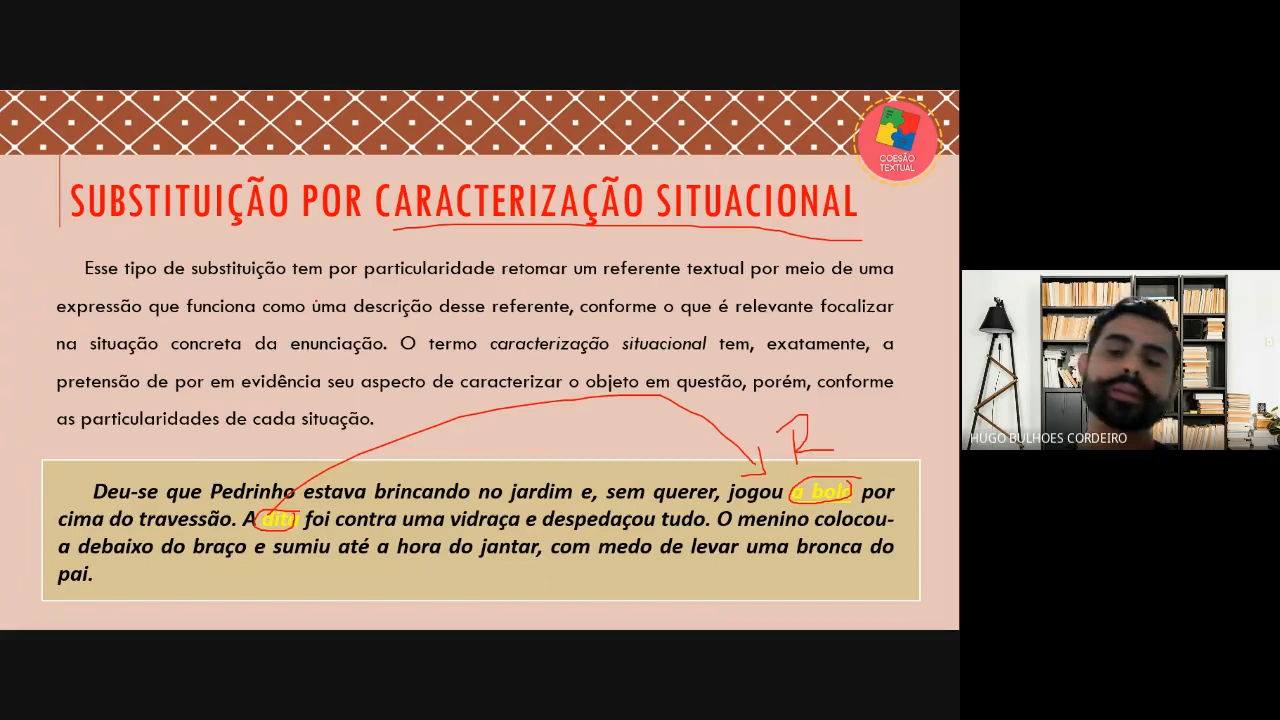 COESÃO
TEXTUAL
SUBSTITUIÇÃO POR CARACTERIZAÇÃO SITUACIONAL
Esse tipo de substituição tem por particularidade retomar um referente textual por meio de uma
expressão que funciona como uma descrição desse referente, conforme o que é relevante focalizar
na situação concreta da enunciação. O termo caracterização situacional tem, exatamente, a
pretensão de por em evidência seu aspecto de caracterizar o objeto em questão, porém, conforme
as particularidades de cada situação.
R
Deu-se que Pedrinho estava brincando no jardim e, sem querer, jogou a bola por
cima do travessão. A dita foi contra uma vidraça e despedaçou tudo. O menino colocou-
a debaixo do braço e sumiu até a hora do jantar, com medo de levar uma bronca do
pai.
HUGO BULHOES CORDEIRO